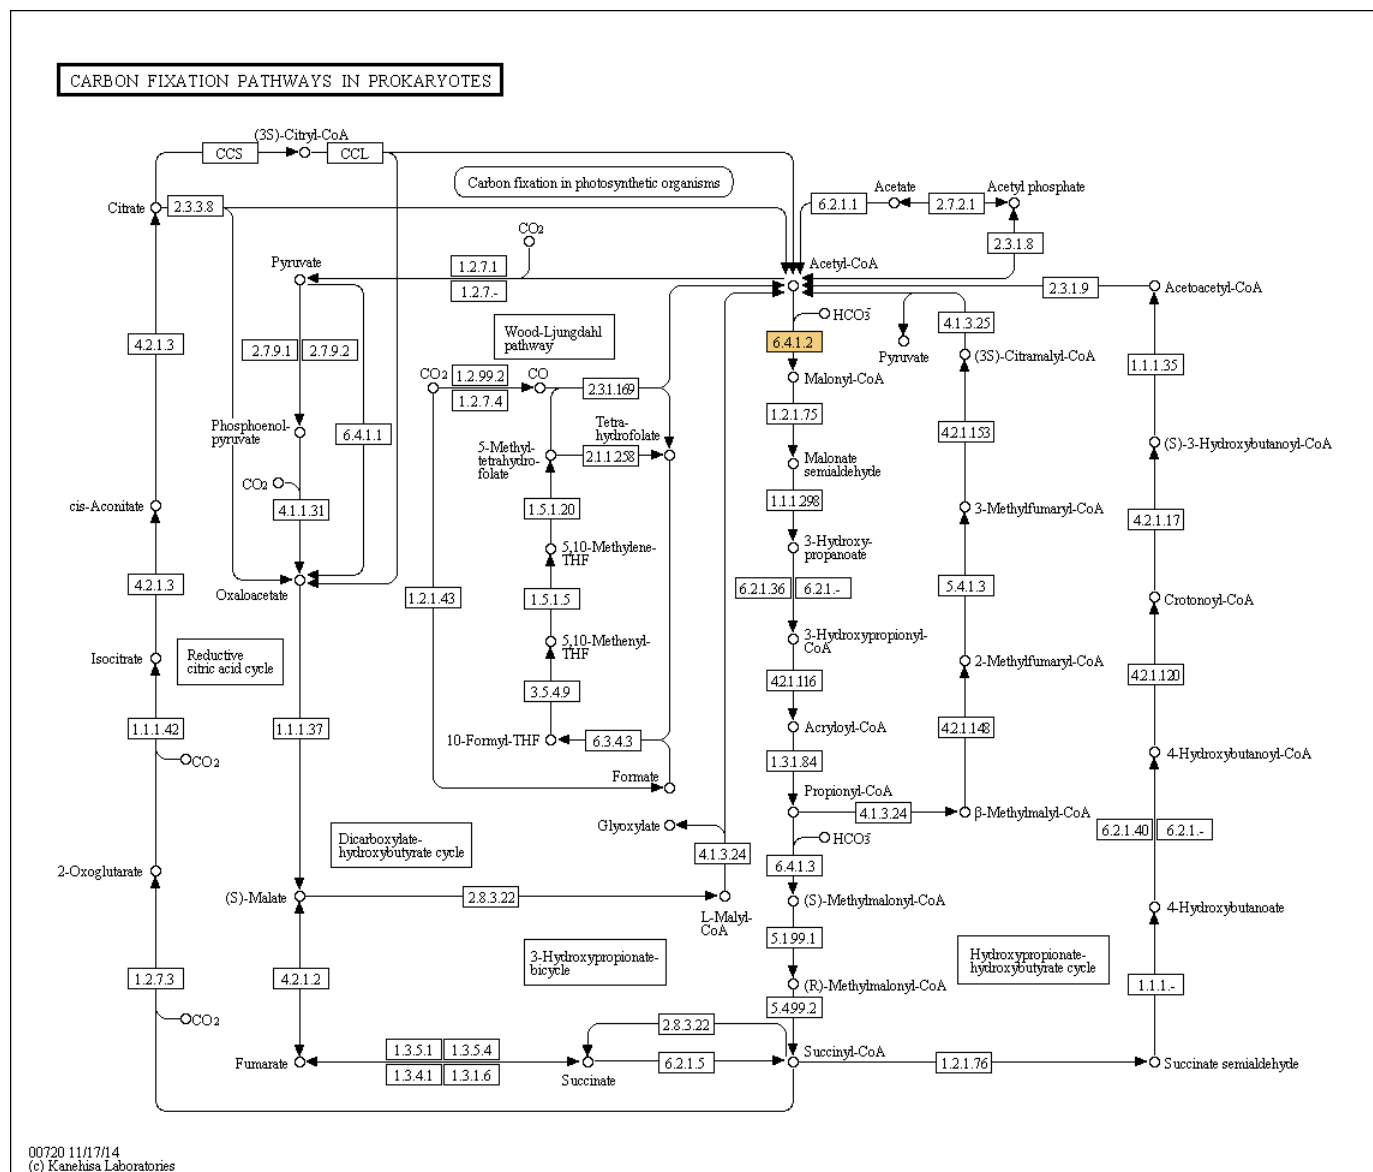 CARBON FIXATION PATHWAYS IN PROKARYOTES
(3S)-Citryl-CoA
CCS
CCL
Carbon fixation in photosynthetic organisms
Acetate
Acetyl phosphate
6.2.1.1
2.7.2.1
Citrate
2.3.3.8
CO2
2.3.1.8
Pyruvate
1.2.7.1
1.2.7.-
Acetyl-CoA
2.3.1.9
Acetoacetyl-CoA
HCO3-
4.1.3.25
Wood-Ljungdahl
pathway
4.2.1.3
2.7.9.1
2.7.9.2
6.4.1.2
Pyruvate
(3S)-Citramalyl-CoA
1.1.1.35
CO2
1.2.99.2
1.2.7.4
CO
2.3.1.169
Malonyl-CoA
1.2.1.75
Phosphoenol-
pyruvate
6.4.1.1
Tetra-
hydrofolate
4.2.1.153
5-Methyl-
tetrahydro-
folate
2.1.1.258
Malonate
semialdehyde
(S)-3-Hydroxybutanoyl-CoA
CO2
4.1.1.31
1.5.1.20
1.1.1.298
cis-Aconitate
3-Methylfumaryl-CoA
4.2.1.17
5,10-Methylene-
THF
3-Hydroxy-
propanoate
4.2.1.3
Oxaloacetate
1.2.1.43
1.5.1.5
6.2.1.36
6.2.1.-
5.4.1.3
Crotonoyl-CoA
5,10-Methenyl-
THF
3-Hydroxypropionyl-
CoA
Isocitrate
Reductive
citric acid cycle
2-Methylfumaryl-CoA
3.5.4.9
4.2.1.116
4.2.1.120
1.1.1.42
1.1.1.37
10-Formyl-THF
6.3.4.3
Acryloyl-CoA
4.2.1.148
CO2
1.3.1.84
4-Hydroxybutanoyl-CoA
Formate
Propionyl-CoA
4.1.3.24
β-Methylmalyl-CoA
Glyoxylate
HCO3-
6.2.1.40
6.2.1.-
Dicarboxylate-
hydroxybutyrate cycle
4.1.3.24
6.4.1.3
2-Oxoglutarate
(S)-Malate
2.8.3.22
L-Malyl-
CoA
(S)-Methylmalonyl-CoA
4-Hydroxybutanoate
5.1.99.1
3-Hydroxypropionate-
bicycle
Hydroxypropionate-
hydroxybutyrate cycle
1.2.7.3
4.2.1.2
(R)-Methylmalonyl-CoA
1.1.1.-
5.4.99.2
CO2
2.8.3.22
Fumarate
1.3.5.1
1.3.5.4
1.3.4.1
1.3.1.6
Succinate
6.2.1.5
Succinyl-CoA
1.2.1.76
Succinate semialdehyde
00720 11/17/14
(c) Kanehisa Laboratories